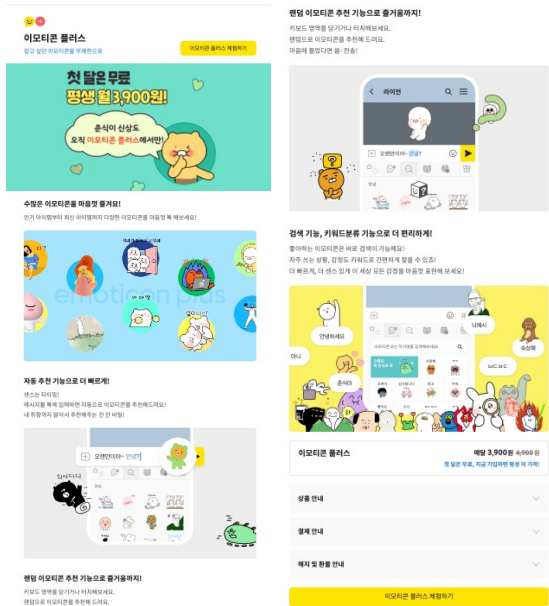 이모티콘 플러스
갖고 싶던 이모티콘을 무제한으로
이모티콘 플러스 체험하기
첫 달은 무료
평생 월3,900원!
춘식이 신상도
오직 이모티콘 플러스에서만!
수많은 이모티콘을 마음껏 즐겨요!
인기 아이템부터 최신 아이템까지 다양한 이모티콘을 마음껏 톡 해보세요!
emoticon plus
자동 추천 기능으로 더 빠르게!
센스는 타이밍!
메시지를 톡에 입력하면 자동으로 이모티콘을 추천해드려요!
내 취향까지 알아서 추천해주는 건 안 비밀!
오랜만이야~ 안녕?
안녕
랜덤 이모티콘 추천 기능으로 즐거움까지!
키보드 영역을 당기거나 터치해보세요.
랜덤으로 이모티콘을 추천해 드려요.
랜덤 이모티콘 추천 기능으로 즐거움까지!
키보드 영역을 당기거나 터치해보세요.
랜덤으로 이모티콘을 추천해 드려요.
마음에 들었다면 바로 전송!
라이언
오랜만이야~ 안녕?
안녕
검색 기능, 키워드분류 기능으로 더 편리하게!
좋아하는 이모티콘은 바로 검색이 가능해요!
자주 쓰는 상황, 감정도 키워드로 간편하게 찾을 수 있죠!
더 빠르게, 더 센스 있게 이 세상 모든 감정을 마음껏 표현해 보세요!
안녕하세요
뇌해시
속상해
아니
춘식이
ㅂㄷㅂㄷ
이모티콘 플러스
매달 3,900원 4,900원
첫 달은 무료, 지금 가입하면 평생 이 가격!
상품 안내
결제 안내
해지 및 환불 안내
이모티콘 플러스 체험하기